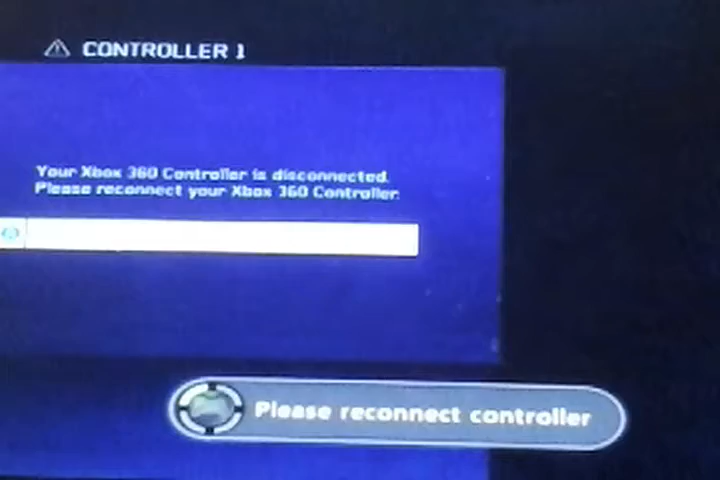 CONTROLLER 1
Your Xbox 360 Controller is disconnected.
Please reconnect your Xbox 360 Controller.
Please reconnect controller